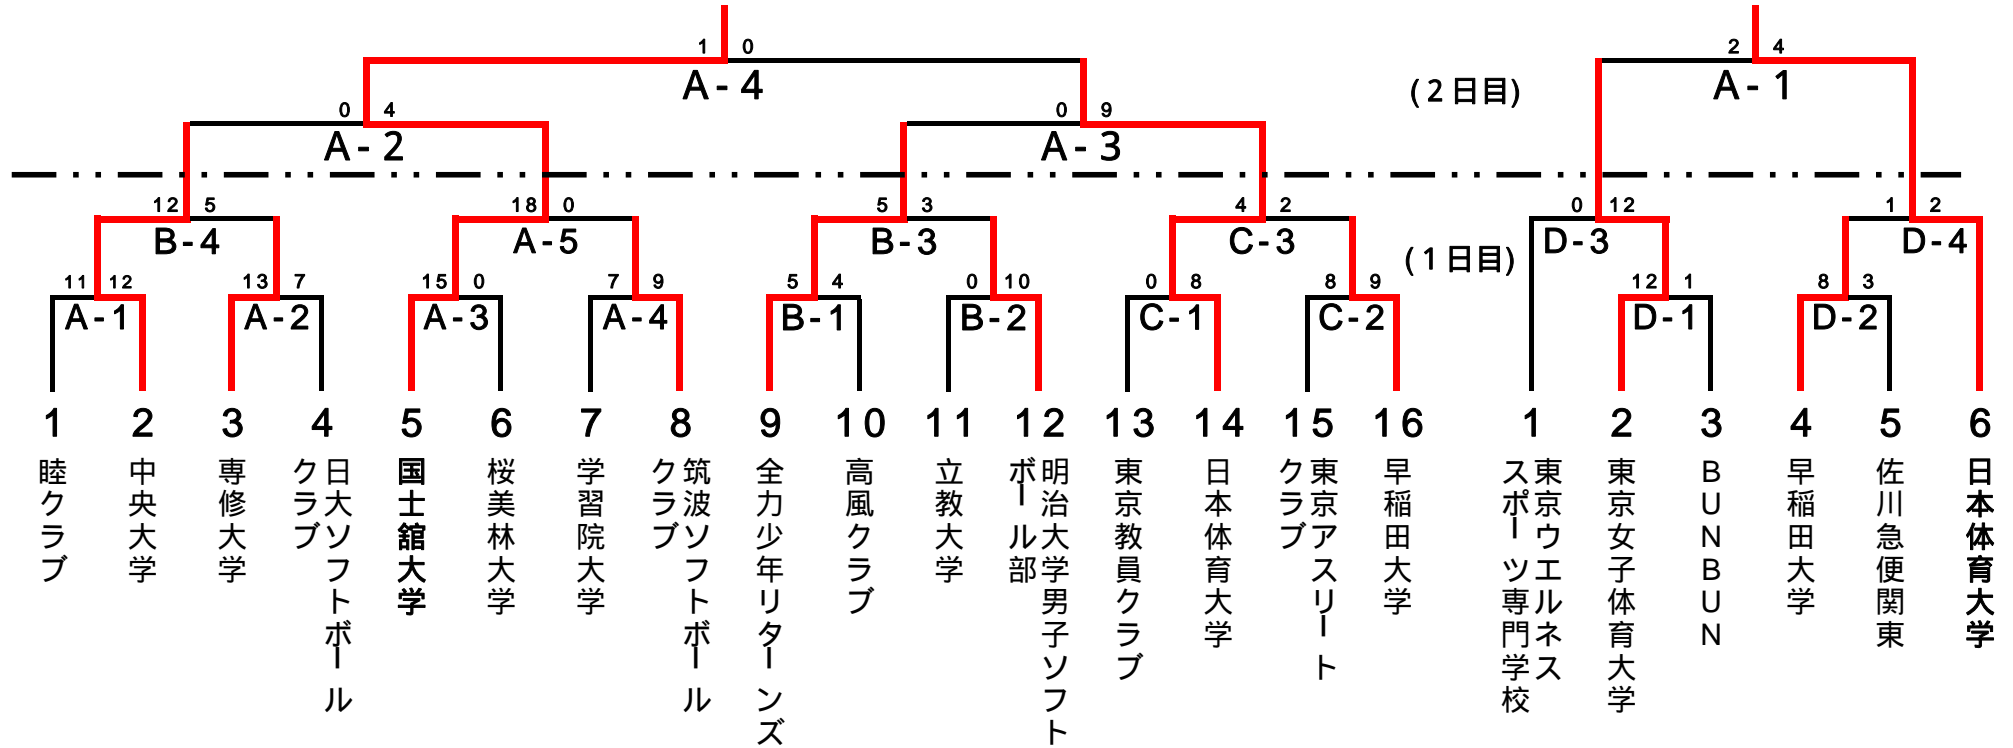 1 0
A-4
2 4
A-1
(2日目)
0 4
A-2
0 9
A-3
12 5
B-4
18 0
A-5
5 3
B-3
4 2
C-3
0 12
D-3
1 2
D-4
(1日目)
11 12
A-1
13 7
A-2
15 0
A-3
7 9
A-4
5 4
B-1
0 10
B-2
0 8
C-1
8 9
C-2
12 1
D-1
8 3
D-2
1
睦クラブ
2
中央大学
3
専修大学
4
日大ソフトボール
クラブ
5
国士舘大学
6
桜美林大学
7
学習院大学
8
筑波ソフトボール
クラブ
9
全力少年リターンズ
10
高風クラブ
11
立教大学
12
明治大学男子ソフト
ボール部
13
東京教員クラブ
14
日本体育大学
15
東京アスリート
クラブ
16
早稲田大学
1
東京ウエルネス
スポーツ専門学校
2
東京女子体育大学
3
BUNBUN
4
早稲田大学
5
佐川急便関東
6
日本体育大学